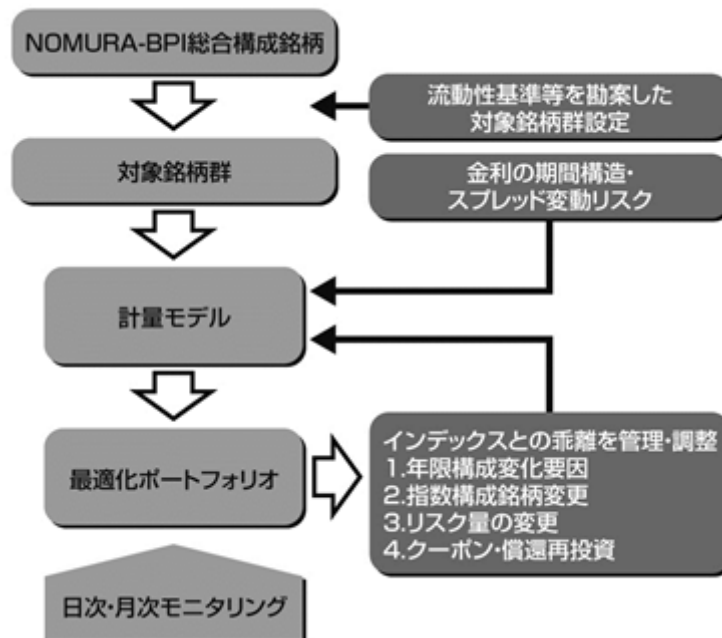 NOMURA-BPI総合構成銘柄
流動性基準等を勘案した
対象銘柄群設定
対象銘柄群
金利の期間構造・
スプレッド変動リスク
計量モデル
最適化ポートフォリオ
インデックスとの乖離を管理・調整
1.年限構成変化要因
2.指数構成銘柄変更
3.リスク量の変更
4.クーポン・償還再投資
日次・月次モニタリング